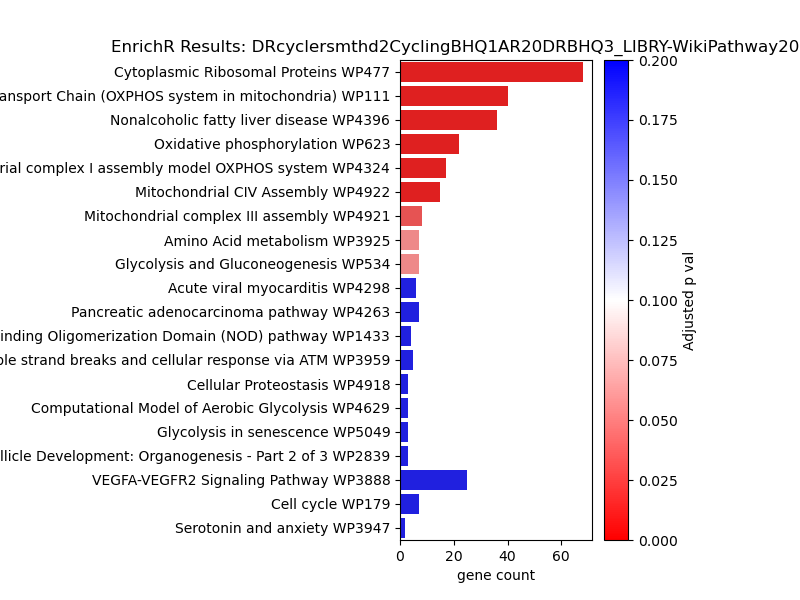 EnrichR Results: DRcyclersmthd2CyclingBHQ1AR20DRBHQ3_LIBRY-WikiPathway20
Cytoplasmic Ribosomal Proteins WP477
ansport Chain (OXPHOS system in mitochondria) WP111
Nonalcoholic fatty liver disease WP4396
Oxidative phosphorylation WP623
rial complex I assembly model OXPHOS system WP4324
Mitochondrial CIV Assembly WP4922
Mitochondrial complex III assembly WP4921
Amino Acid metabolism WP3925
Glycolysis and Gluconeogenesis WP534
Acute viral myocarditis WP4298
Pancreatic adenocarcinoma pathway WP4263
inding Oligomerization Domain (NOD) pathway WP1433
ble strand breaks and cellular response via ATM WP3959
Cellular Proteostasis WP4918
Computational Model of Aerobic Glycolysis WP4629
Glycolysis in senescence WP5049
llicle Development: Organogenesis - Part 2 of 3 WP2839
VEGFA-VEGFR2 Signaling Pathway WP3888
Cell cycle WP179
Serotonin and anxiety WP3947
0 20 40 60
gene count
0.200
0.175
0.150
0.125
0.100
0.075
0.050
0.025
0.000
Adjusted p val